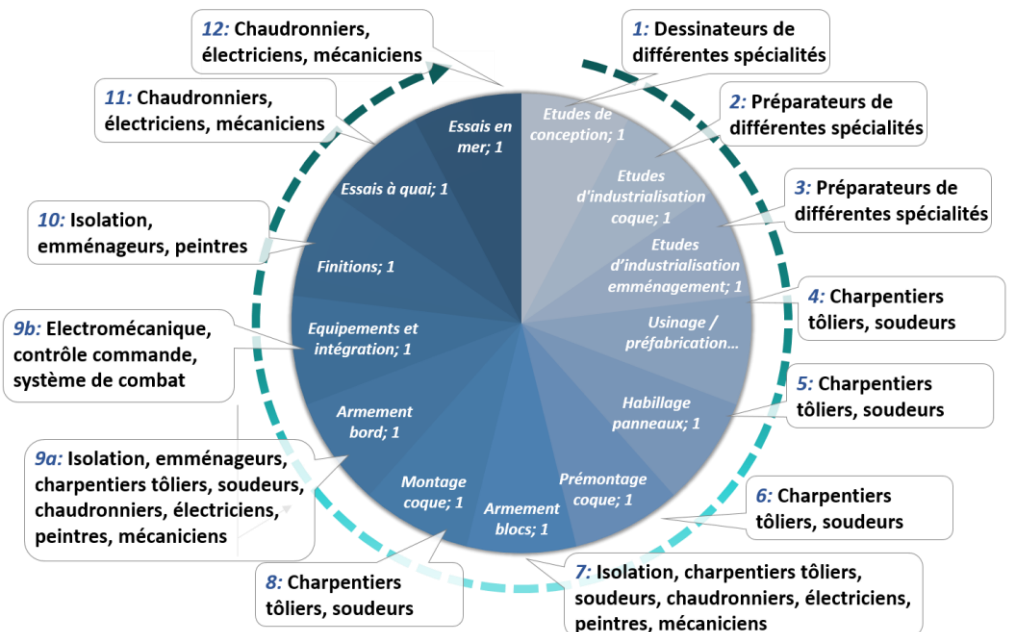 12: Chaudronniers,
électriciens, mécaniciens
1: Dessinateurs de
différentes spécialités
11: Chaudronniers,
électriciens, mécaniciens
2: Préparateurs de
différentes spécialités
Essais en
mer; 1
Etudes de
conception; 1
3: Préparateurs de
différentes spécialités
Essais à quai; 1
Etudes
d'industrialisation
coque; 1
10: Isolation,
emménageurs, peintres
Finitions; 1
Etudes
d’industrialisation
emménagement; 1
4: Charpentiers
tôliers, soudeurs
9b: Electromécanique,
contrôle commande,
système de combat
Equipements et
intégration; 1
Usinage /
préfabrication...
5: Charpentiers
tôliers, soudeurs
Armement
bord; 1
Habillage
panneaux; 1
9a: Isolation, emménageurs,
charpentiers tôliers, soudeurs,
chaudronniers, électriciens,
peintres, mécaniciens
Montage
coque; 1
Armement
blocs; 1
Prémontage
coque; 1
6: Charpentiers
tôliers, soudeurs
8: Charpentiers
tôliers, soudeurs
7: Isolation, charpentiers tôliers,
soudeurs, chaudronniers, électriciens,
peintres, mécaniciens